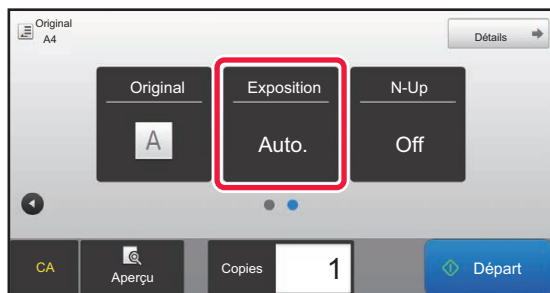 Original
A4
Détails
Original
Exposition
N-Up
A
Auto.
Off
CA
Aperçu
Copies
1
Départ